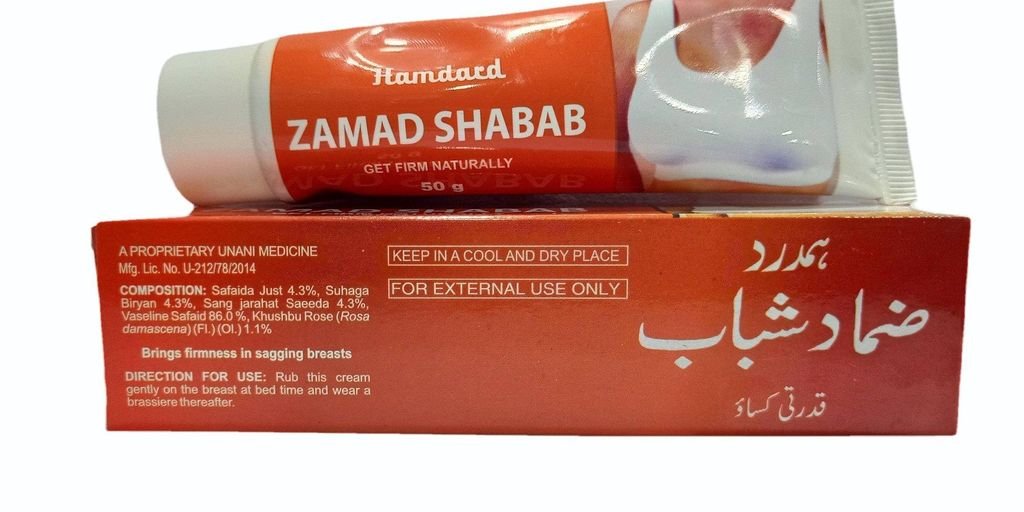 Hamdard
ZAMAD SHABAB
GET FIRM NATURALLY
50 g
A PROPRIETARY UNANI MEDICINE
Mfg. Lic. No. U-212/78/2014
COMPOSITION: Safaida Just 4.3%, Suhaga
Biryan 4.3%, Sang jarahat Saeeda 4.3%,
Vaseline Safaid 86.0 %, Khushbu Rose (Rosa
damascena) (Fl.) (Ol.) 1.1%
Brings firmness in sagging breasts
DIRECTION FOR USE: Rub this cream
gently on the breast at bed time and wear a
brassiere thereafter.
KEEP IN A COOL AND DRY PLACE
FOR EXTERNAL USE ONLY
ہمدرد
ضماد شباب
قدرتی کساؤ